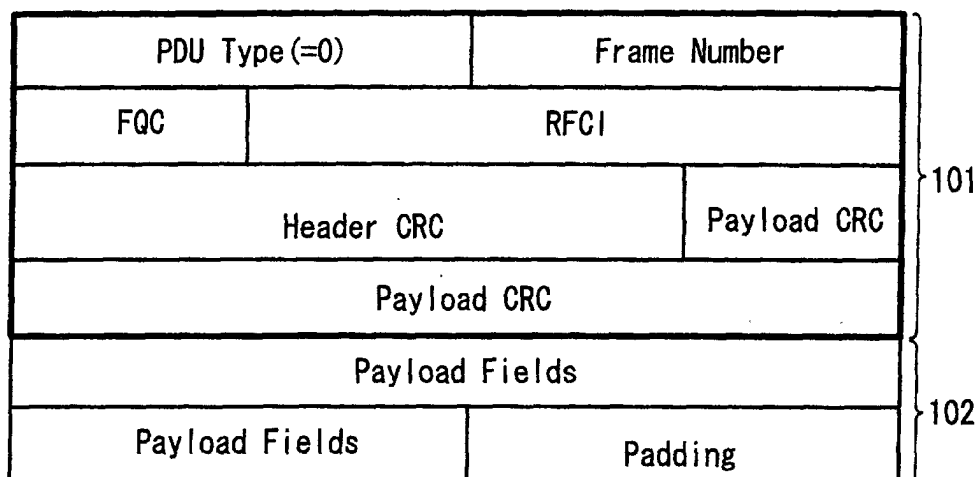 PDU Type(=0) Frame Number
FQC RFCI
101
Header CRC Payload CRC
Payload CRC
Payload Fields
102
Payload Fields Padding